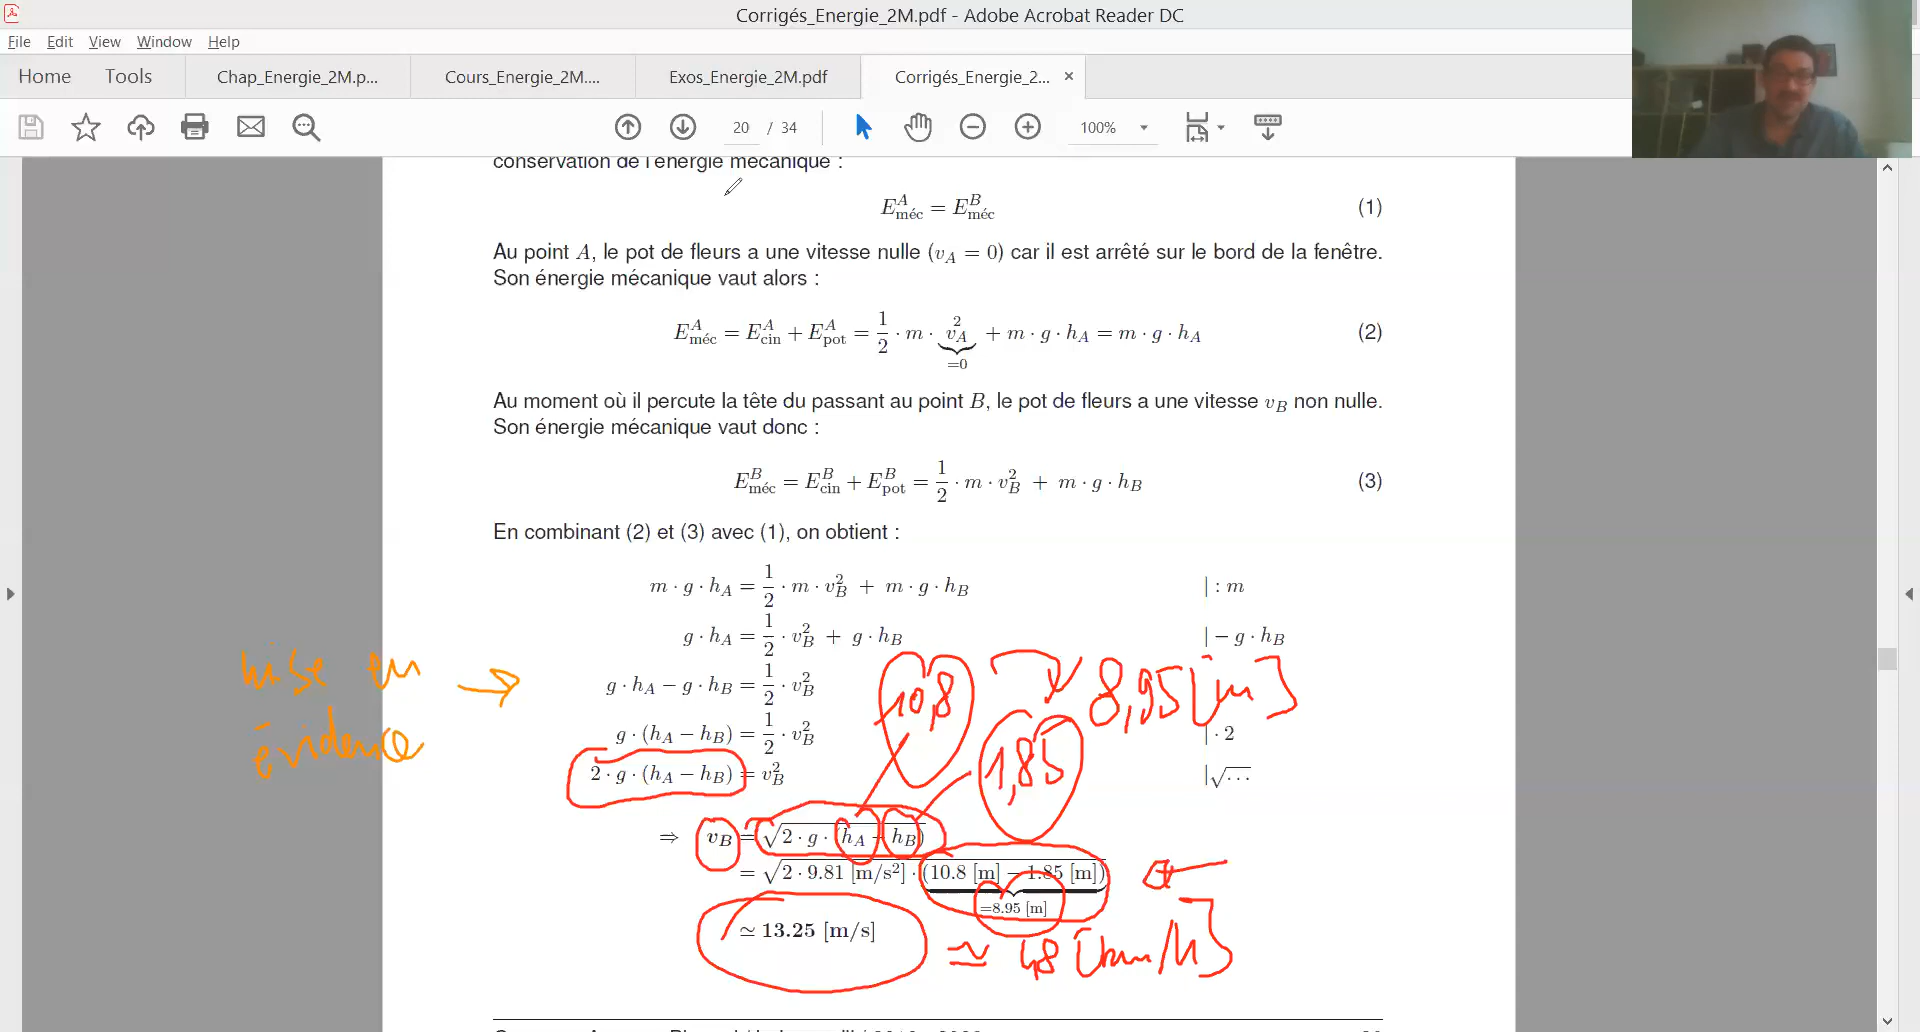 Corrigés_Energie_2M.pdf - Adobe Acrobat Reader DC
File Edit View Window Help
Home Tools Chap_Energie_2M.p... Cours_Energie_2M.... Exos_Energie_2M.pdf Corrigés_Energie_2... ×
20 / 34 100%
conservation de l'énergie mécanique :
E^A_méc = E^B_méc (1)
Au point A, le pot de fleurs a une vitesse nulle (v_A = 0) car il est arrêté sur le bord de la fenêtre.
Son énergie mécanique vaut alors :
E^A_méc = E^A_cin + E^A_pot = 1/2 · m · v_A^2 + m · g · h_A = m · g · h_A (2)
=0
Au moment où il percute la tête du passant au point B, le pot de fleurs a une vitesse v_B non nulle.
Son énergie mécanique vaut donc :
E^B_méc = E^B_cin + E^B_pot = 1/2 · m · v_B^2 + m · g · h_B (3)
En combinant (2) et (3) avec (1), on obtient :
m · g · h_A = 1/2 · m · v_B^2 + m · g · h_B | : m
g · h_A = 1/2 · v_B^2 + g · h_B | − g · h_B
mise en → g · h_A − g · h_B = 1/2 · v_B^2 10,8 8,95 [m]
évidence g · (h_A − h_B) = 1/2 · v_B^2 | · 2
2 · g · (h_A − h_B) = v_B^2 1,85 |√...
⇒ v_B = √2 · g · (h_A − h_B)
= √2 · 9.81 [m/s²] · (10.8 [m] − 1.85 [m])
=8.95 [m]
≃ 13.25 [m/s] ≃ 48 [km/h]